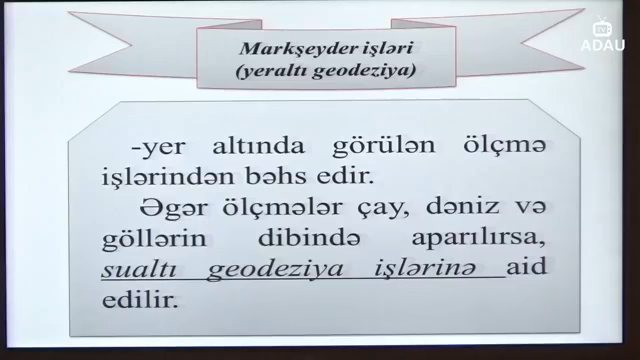 TV
ADAU
Markşeyder işləri
(yeraltı geodeziya)
-yer altında görülən ölçmə
işlərindən bəhs edir.
Əgər ölçmələr çay, dəniz və
göllərin dibində aparılırsa,
sualtı geodeziya işlərinə aid
edilir.